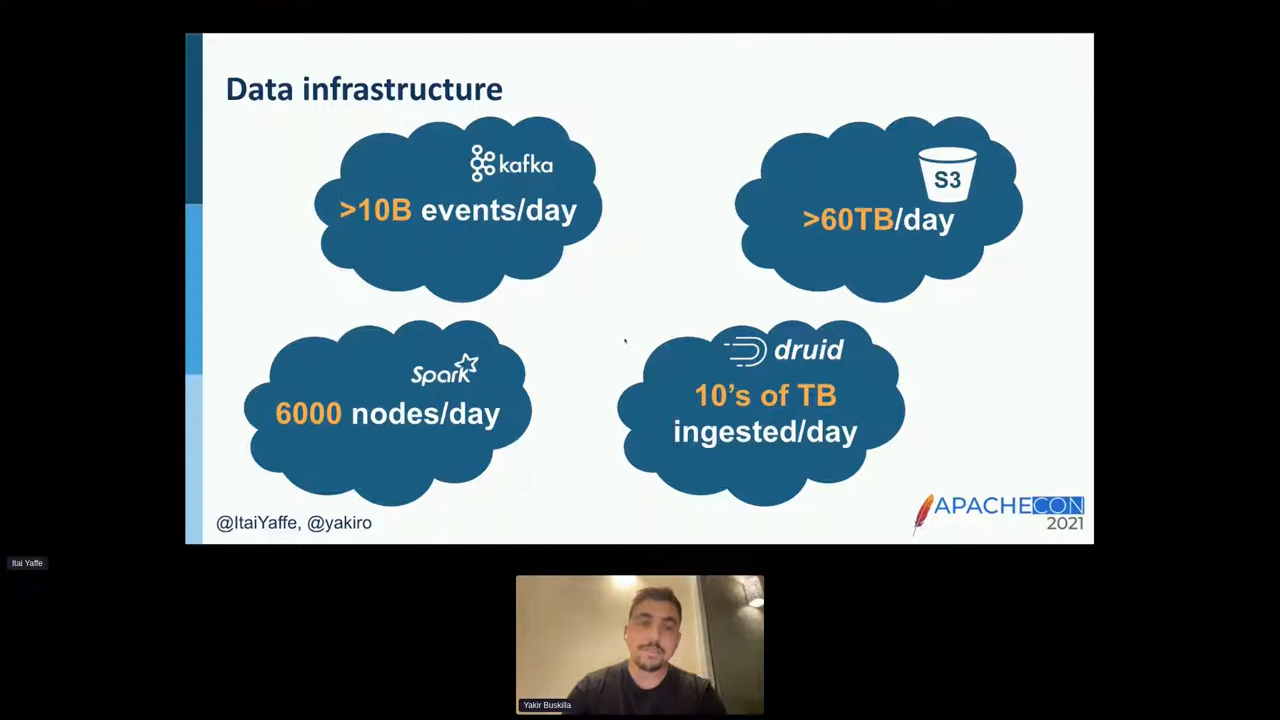 Data infrastructure
kafka
>10B events/day
S3
>60TB/day
Spark
6000 nodes/day
druid
10's of TB
ingested/day
@ItaiYaffe, @yakiro
APACHECON
2021
Itai Yaffe
Yakir Buskilla